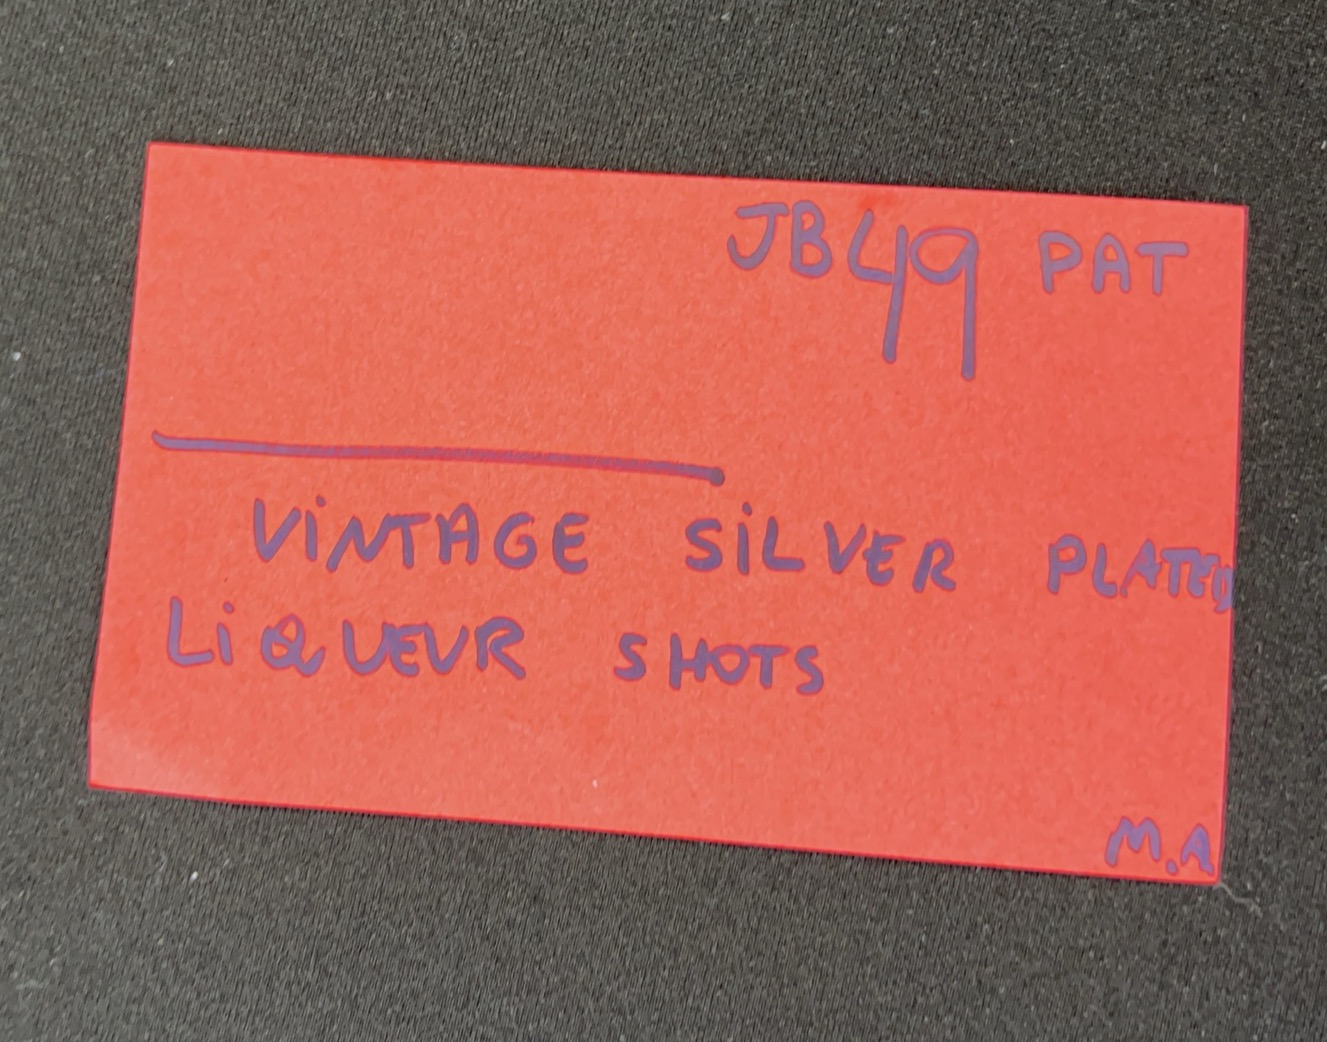 JB49 PAT
VINTAGE SILVER PLATED
LIQUEUR SHOTS
M.A